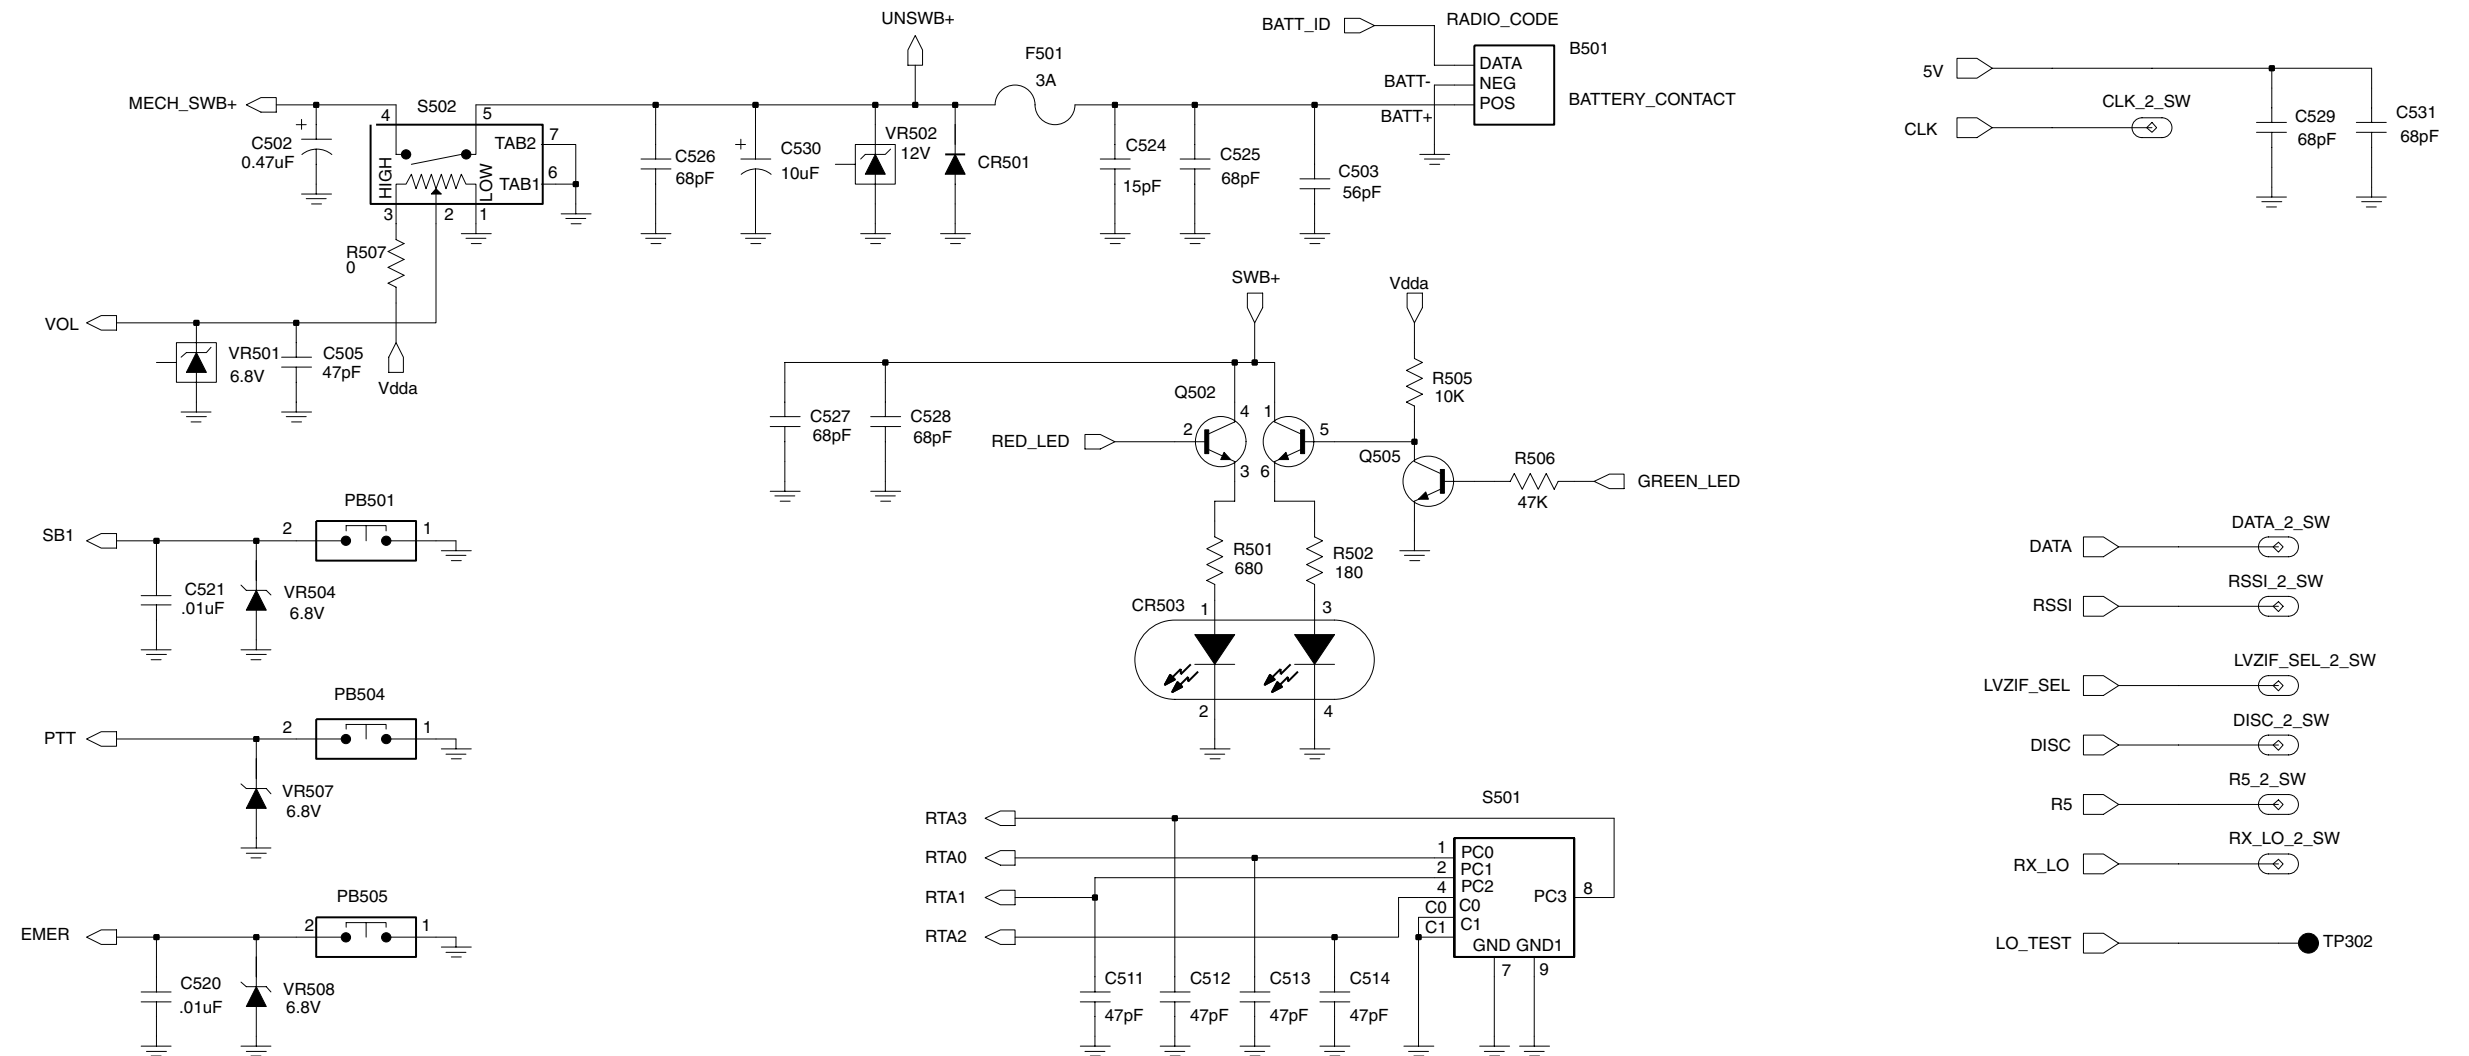 UNSWB+
BATT_ID
RADIO_CODE
F501
3A
B501
DATA
NEG
POS
BATT-
BATT+
BATTERY_CONTACT
MECH_SWB+
S502
4
5
+
C502
0.47uF
HIGH
LOW
TAB2
7
TAB1
6
3
2
1
R507
0
C526
68pF
+
C530
10uF
VR502
12V
CR501
C524
15pF
C525
68pF
C503
56pF
5V
CLK_2_SW
CLK
C529
68pF
C531
68pF
VOL
VR501
6.8V
C505
47pF
Vdda
SWB+
Vdda
R505
10K
Q502
4
1
C527
68pF
C528
68pF
RED_LED
2
5
3
6
Q505
R506
47K
GREEN_LED
R501
680
R502
180
CR503
1
3
2
4
PB501
SB1
2
1
C521
.01uF
VR504
6.8V
PB504
PTT
2
1
VR507
6.8V
PB505
EMER
2
1
C520
.01uF
VR508
6.8V
S501
RTA3
RTA0
RTA1
RTA2
1
2
4
C0
C1
PC0
PC1
PC2
C0
C1
PC3
8
GND GND1
7
9
C511
47pF
C512
47pF
C513
47pF
C514
47pF
DATA_2_SW
DATA
RSSI_2_SW
RSSI
LVZIF_SEL_2_SW
LVZIF_SEL
DISC_2_SW
DISC
R5_2_SW
R5
RX_LO_2_SW
RX_LO
LO_TEST
TP302